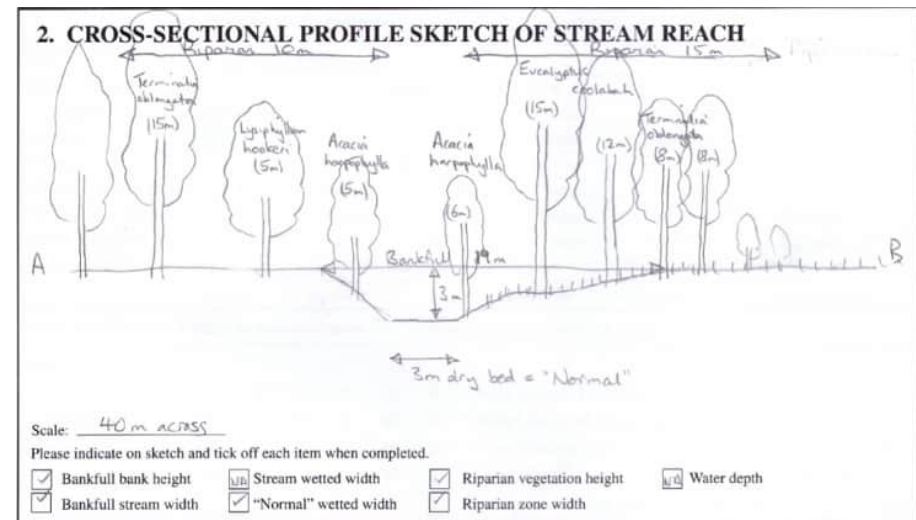 2. CROSS-SECTIONAL PROFILE SKETCH OF STREAM REACH
Riparian 10m
Riparian 15m
Terminalia
oblongata
(15m)
Lysiphyllum
hookeri
(5m)
Acacia
harpophylla
(5m)
Acacia
harpophylla
(6m)
Eucalyptus
coolabah
(15m)
(12m)
Terminalia
oblongata
(8m)
(8m)
A
Bankfull 19m
B
3m
3m dry bed = "Normal"
Scale: 40 m across
Please indicate on sketch and tick off each item when completed.
Bankfull bank height
N/A Stream wetted width
Riparian vegetation height
N/A Water depth
Bankfull stream width
"Normal" wetted width
Riparian zone width